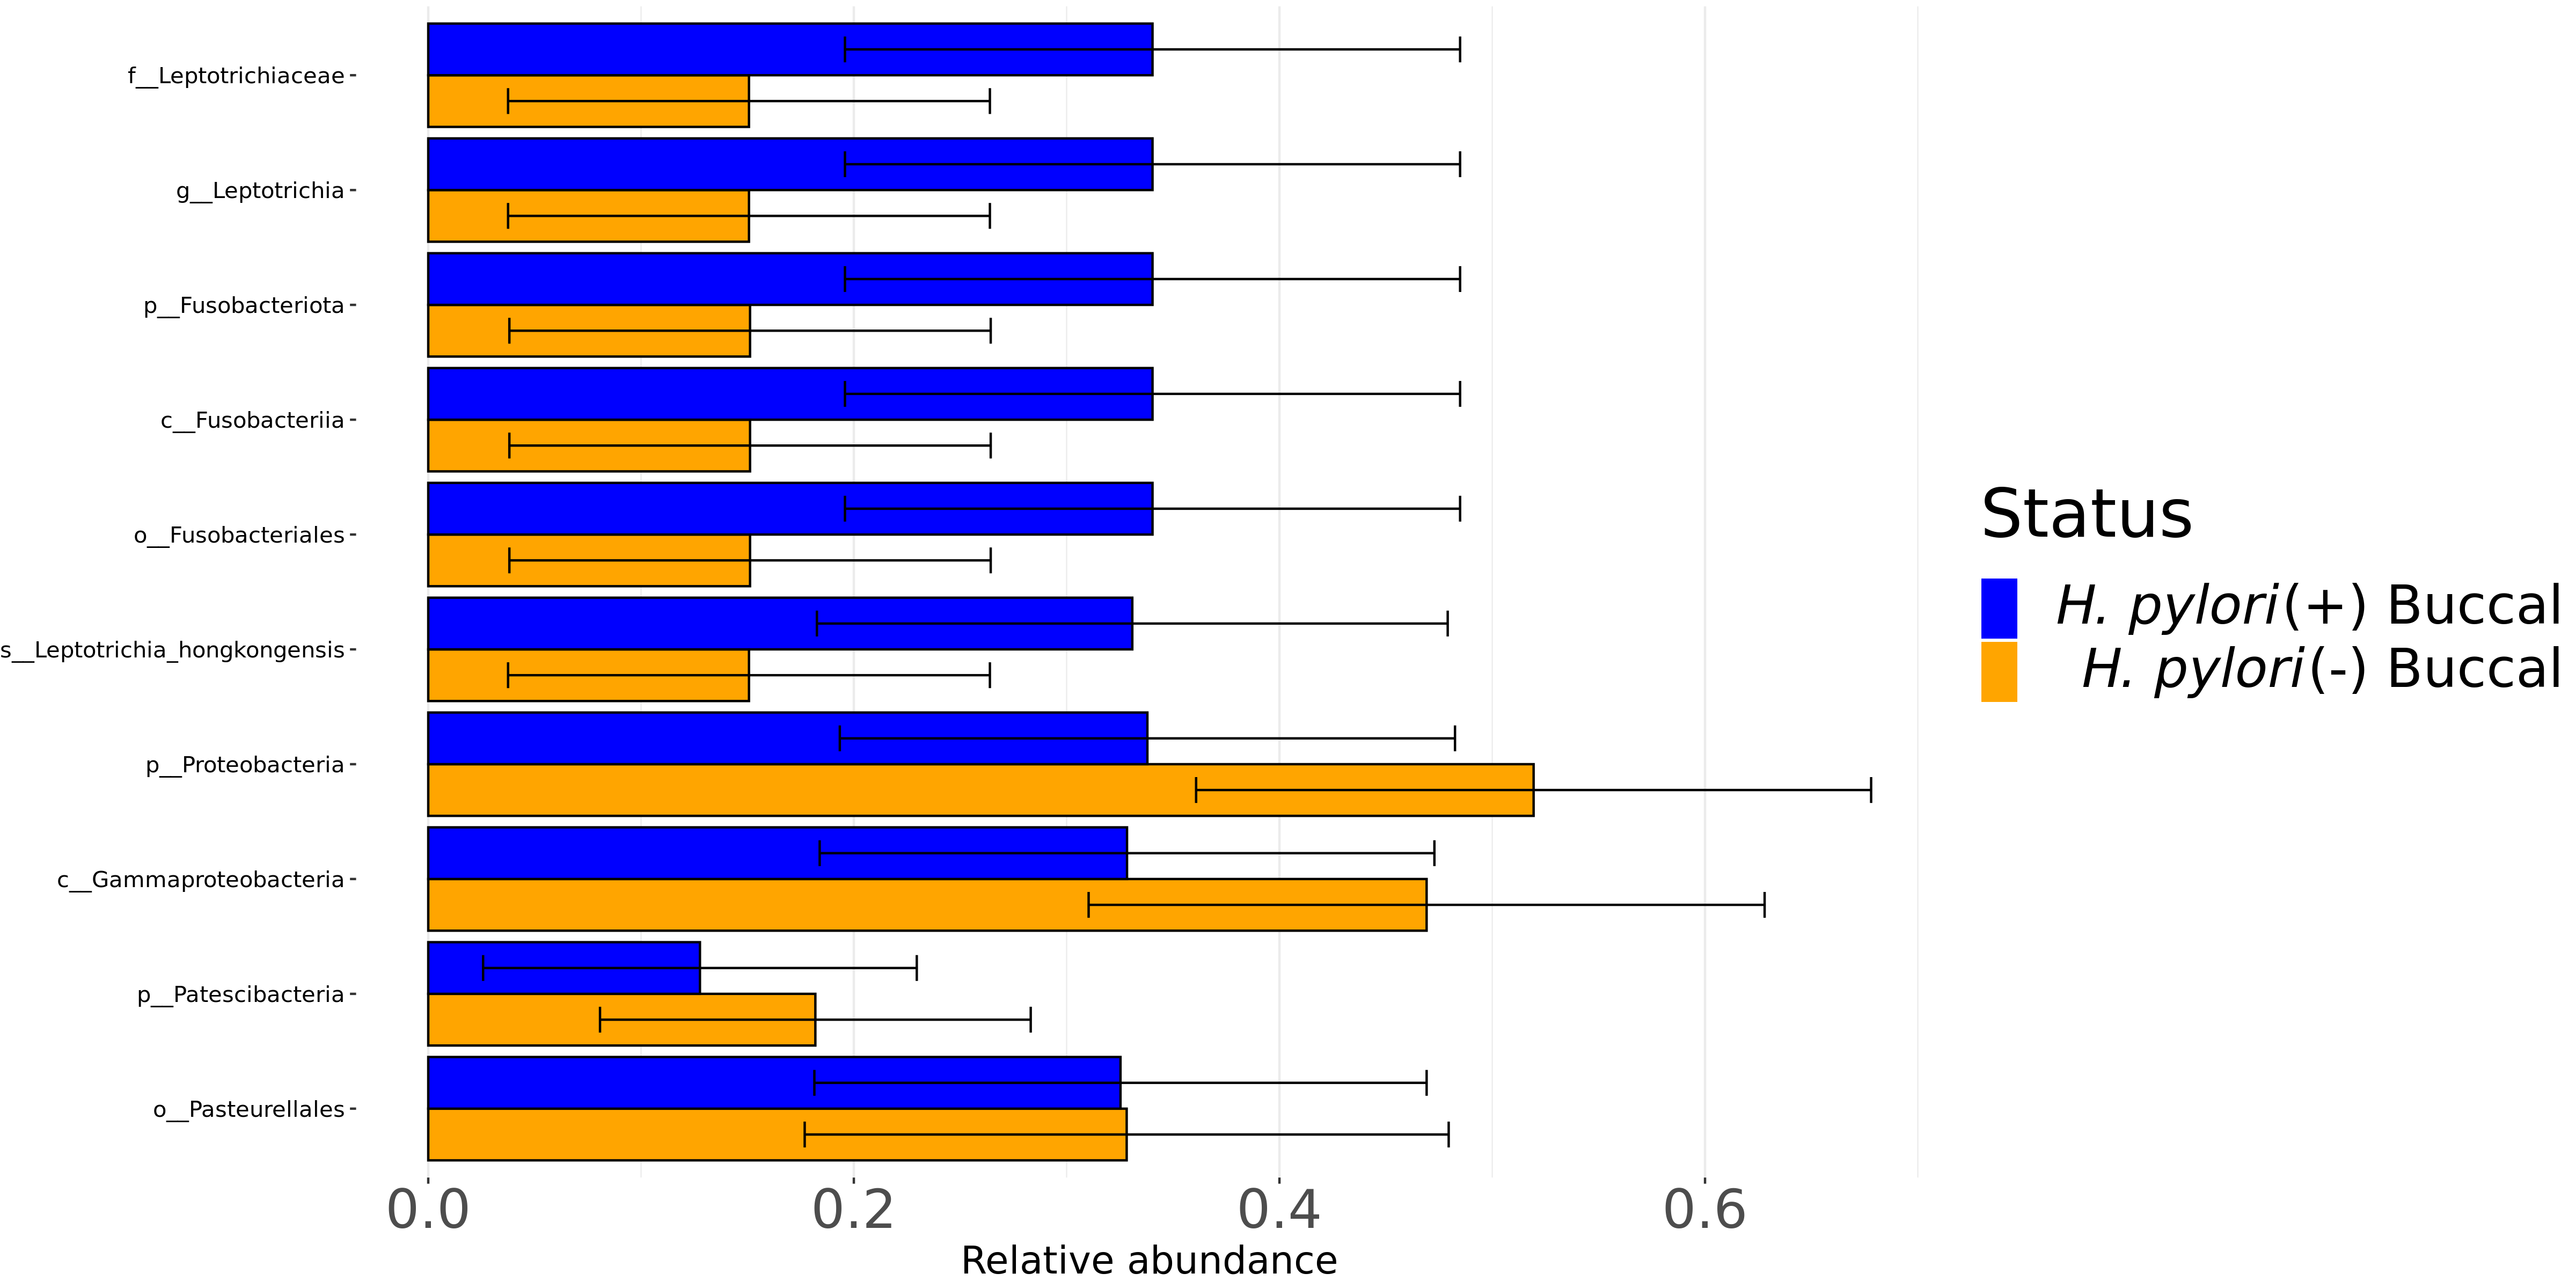 f__Leptotrichiaceae
g__Leptotrichia
p__Fusobacteriota
c__Fusobacteriia
o__Fusobacteriales
s__Leptotrichia_hongkongensis
p__Proteobacteria
c__Gammaproteobacteria
p__Patescibacteria
o__Pasteurellales
0.0 0.2 0.4 0.6
Relative abundance
Status
H. pylori(+) Buccal
H. pylori(-) Buccal